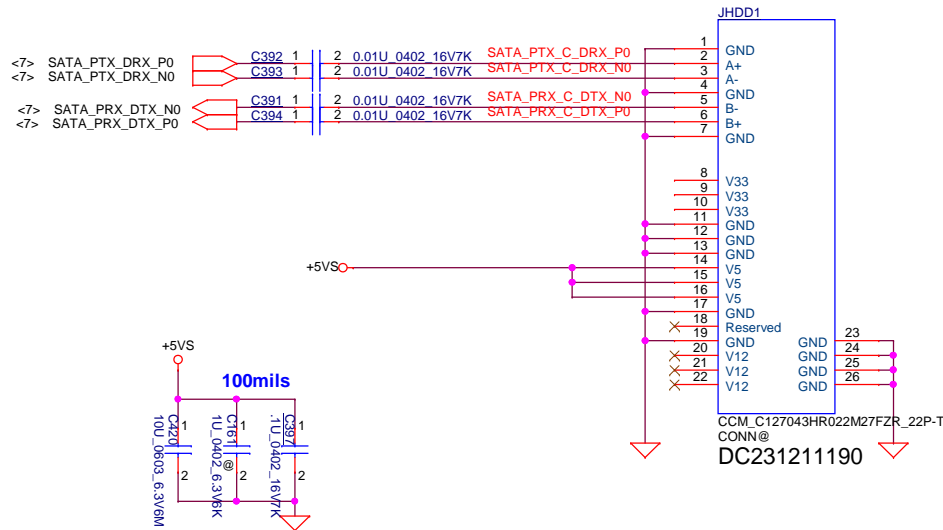 JHDD1
<7> SATA_PTX_DRX_P0 C392 1 2 0.01U_0402_16V7K SATA_PTX_C_DRX_P0
<7> SATA_PTX_DRX_N0 C393 1 2 0.01U_0402_16V7K SATA_PTX_C_DRX_N0
<7> SATA_PRX_DTX_N0 C391 1 2 0.01U_0402_16V7K SATA_PRX_C_DTX_N0
<7> SATA_PRX_DTX_P0 C394 1 2 0.01U_0402_16V7K SATA_PRX_C_DTX_P0
1 GND
2 A+
3 A-
4 GND
5 B-
6 B+
7 GND
8 V33
9 V33
10 V33
11 GND
12 GND
13 GND
14 V5
15 V5
16 V5
17 GND
18 Reserved
19 GND
20 V12
21 V12
22 V12
GND 23
GND 24
GND 25
GND 26
+5VS
+5VS
100mils
C420 1 2
10U_0603_6.3V6M
C161 1 2
1U_0402_6.3V6K
@
C397 1 2
.1U_0402_16V7K
CCM_C127043HR022M27FZR_22P-T
CONN@
DC231211190